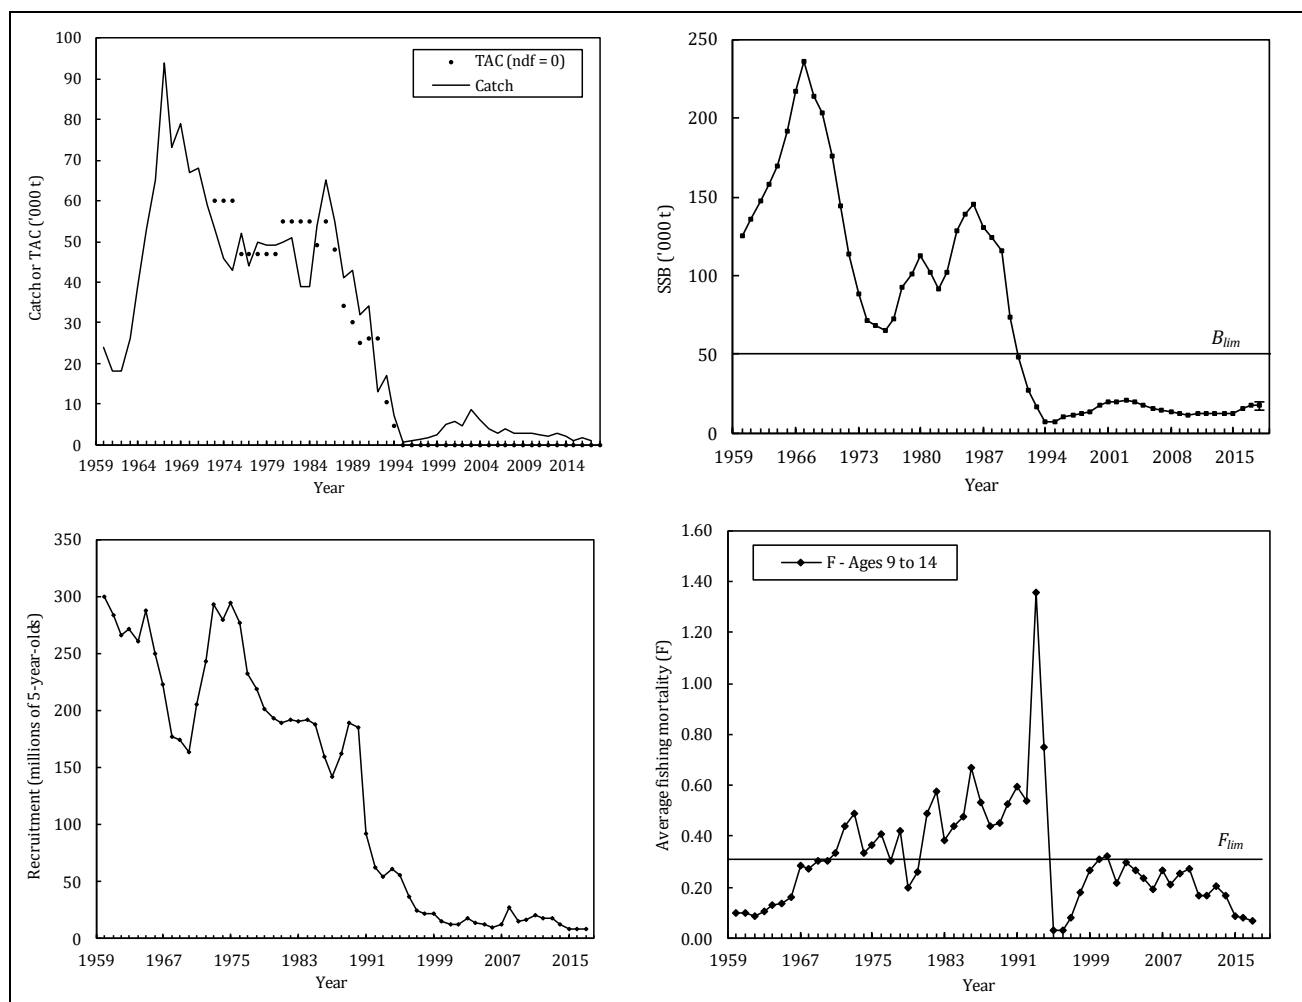 100
90
80
70
60
50
40
30
20
10
0
Catch or TAC ('000 t)
TAC (ndf = 0)
Catch
1959 1964 1969 1974 1979 1984 1989 1994 1999 2004 2009 2014
Year
250
200
150
100
50
0
SSB ('000 t)
Blim
1959 1966 1973 1980 1987 1994 2001 2008 2015
Year
350
300
250
200
150
100
50
0
Recruitment (millions of 5-year-olds)
1959 1967 1975 1983 1991 1999 2007 2015
Year
1.60
1.40
1.20
1.00
0.80
0.60
0.40
0.20
0.00
Average fishing mortality (F)
F - Ages 9 to 14
Flim
1959 1967 1975 1983 1991 1999 2007 2015
Year